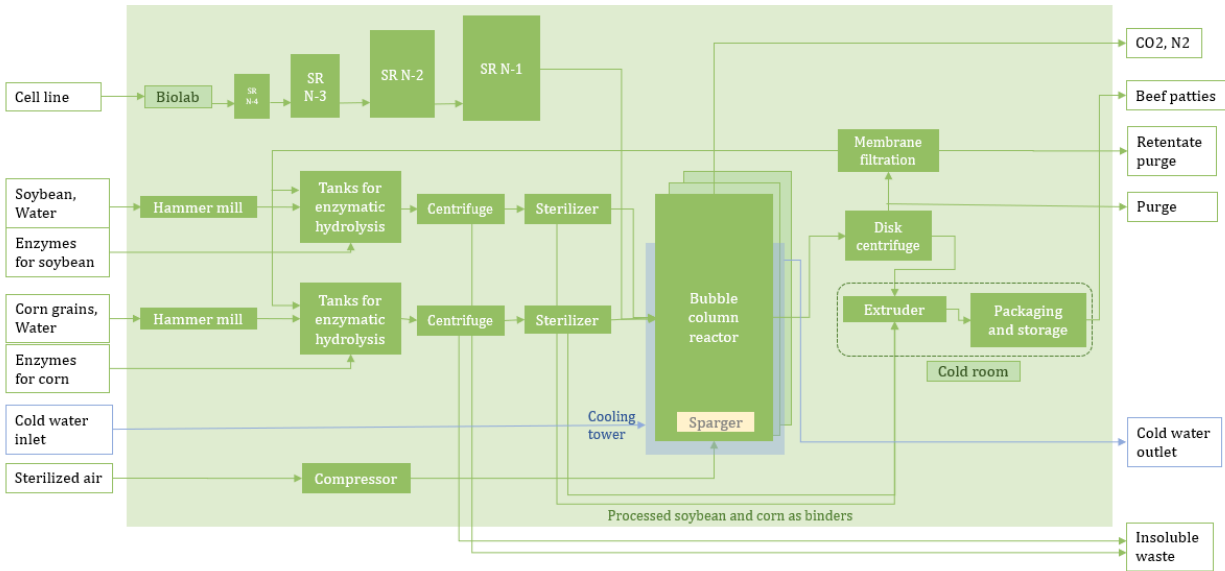 Cell line
Biolab
SR
N-4
SR
N-3
SR N-2
SR N-1
CO2, N2
Beef patties
Membrane
filtration
Retentate
purge
Soybean,
Water
Hammer mill
Tanks for
enzymatic
hydrolysis
Centrifuge
Sterilizer
Purge
Enzymes
for soybean
Disk
centrifuge
Corn grains,
Water
Hammer mill
Tanks for
enzymatic
hydrolysis
Centrifuge
Sterilizer
Bubble
column
reactor
Extruder
Packaging
and storage
Enzymes
for corn
Cold room
Cold water
inlet
Cooling
tower
Sparger
Cold water
outlet
Sterilized air
Compressor
Processed soybean and corn as binders
Insoluble
waste